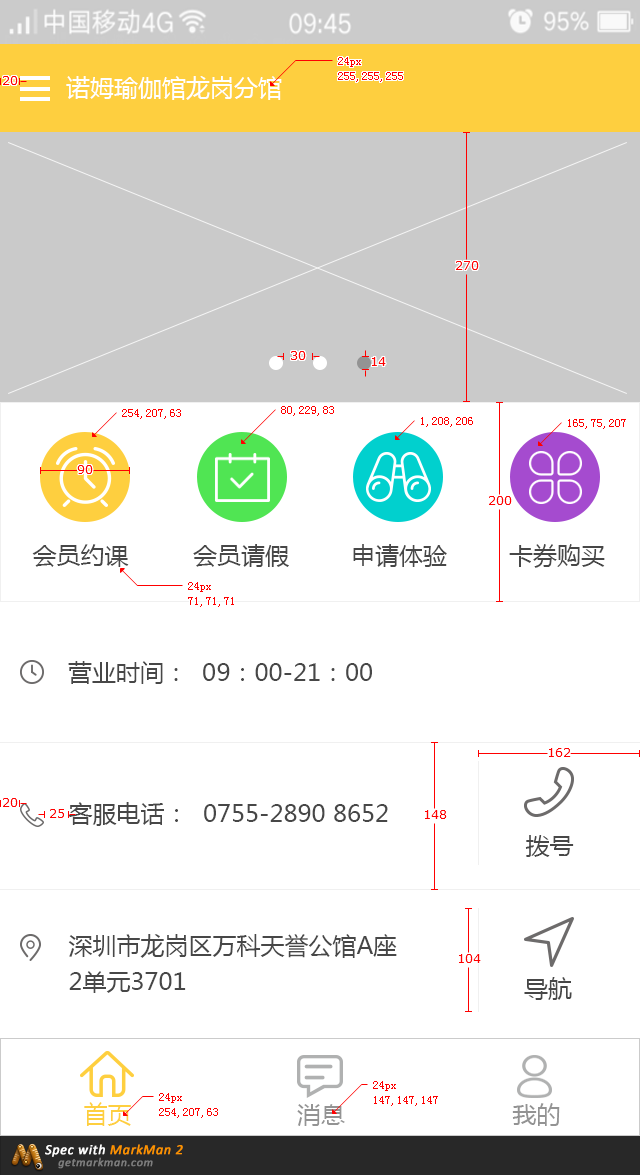 中国移动4G 09:45 95%
20 诺姆瑜伽馆龙岗分馆 24px
255, 255, 255
270
30 14
254, 207, 63 80, 229, 83 1, 208, 206 165, 75, 207
90
200
会员约课 会员请假 申请体验 卡券购买
24px
71, 71, 71
营业时间： 09：00-21：00
162
20 25 客服电话： 0755-2890 8652 148
拨号
深圳市龙岗区万科天誉公馆A座
2单元3701
104
导航
首页 消息 我的
24px
254, 207, 63
24px
147, 147, 147
Spec with MarkMan 2
getmarkman.com